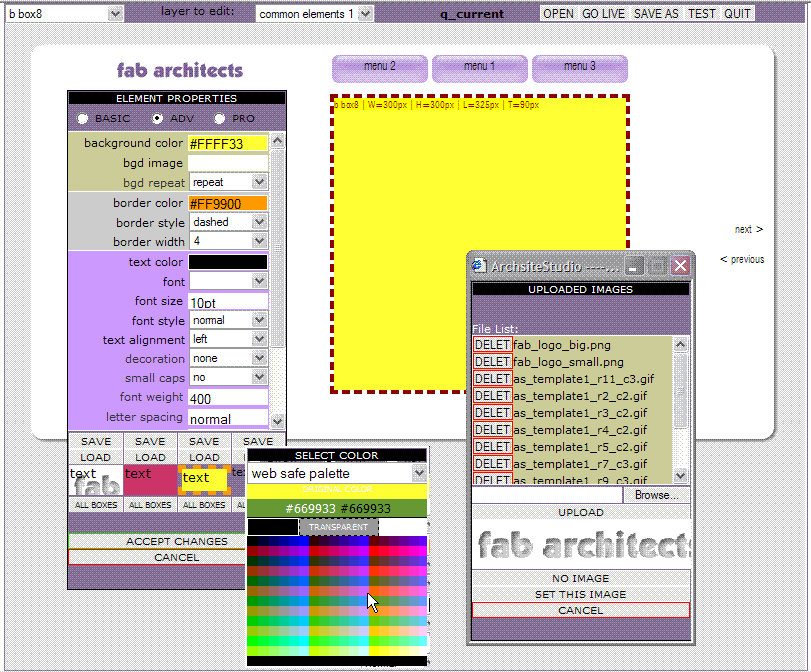 b box8 layer to edit: common elements 1 q_current OPEN GO LIVE SAVE AS TEST QUIT
fab architects
menu 2 menu 1 menu 3
ELEMENT PROPERTIES
BASIC ADV PRO
background color #FFFF33
bgd image
bgd repeat repeat
border color #FF9900
border style dashed
border width 4
text color
font
font size 10pt
font style normal
text alignment left
decoration none
small caps no
font weight 400
letter spacing normal
SAVE SAVE SAVE SAVE
LOAD LOAD LOAD
text text text
fab
ALL BOXES ALL BOXES ALL BOXES
ACCEPT CHANGES
CANCEL
b box8 | W=300px | H=300px | L=325px | T=90px
next >
< previous
SELECT COLOR
web safe palette
#669933 #669933
TRANSPARENT
ArchsiteStudio ----...
UPLOADED IMAGES
File List:
DELET fab_logo_big.png
DELET fab_logo_small.png
DELET as_template1_r11_c3.gif
DELET as_template1_r2_c2.gif
DELET as_template1_r3_c2.gif
DELET as_template1_r4_c2.gif
DELET as_template1_r5_c2.gif
DELET as_template1_r7_c3.gif
DELET as_template1_r9_c3.gif
Browse...
UPLOAD
fab architects
NO IMAGE
SET THIS IMAGE
CANCEL